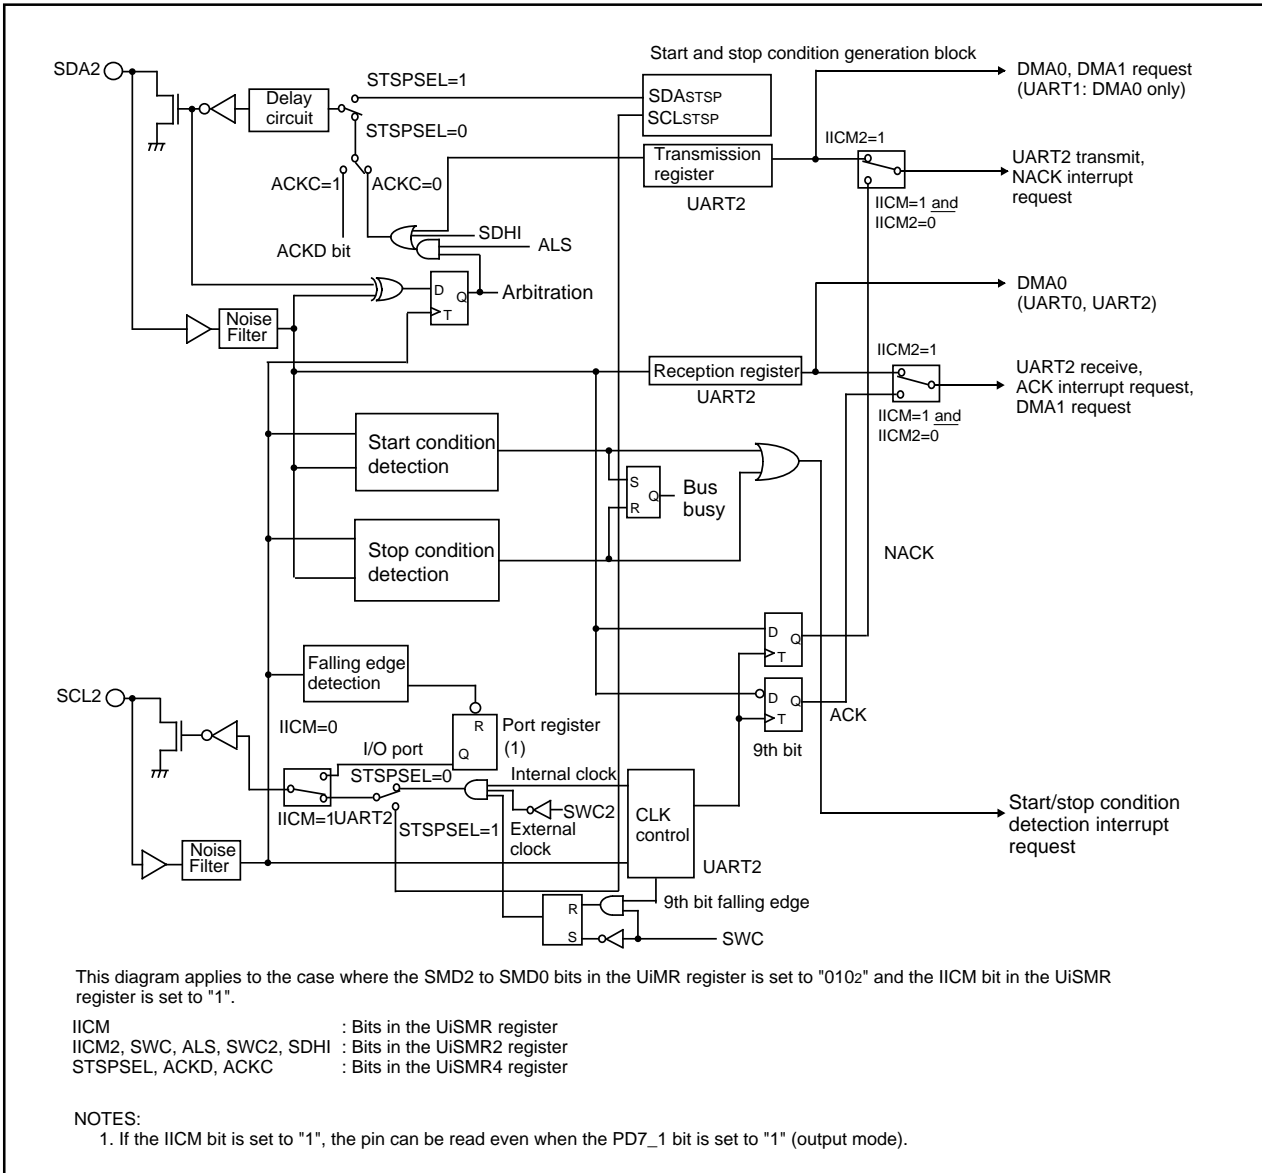 Start and stop condition generation block
SDA2
STSPSEL=1
DMA0, DMA1 request
(UART1: DMA0 only)
Delay
circuit
SDASTSP
SCLSTSP
STSPSEL=0
IICM2=1
Transmission
register
UART2
UART2 transmit,
NACK interrupt
request
ACKC=1
ACKC=0
IICM=1 and
IICM2=0
SDHI
ALS
ACKD bit
D
Q
T
Arbitration
DMA0
(UART0, UART2)
Noise
Filter
IICM2=1
Reception register
UART2
UART2 receive,
ACK interrupt request,
DMA1 request
IICM=1 and
IICM2=0
Start condition
detection
S
Q
R
Bus
busy
Stop condition
detection
NACK
D
Q
T
Falling edge
detection
SCL2
D
Q
T
ACK
9th bit
IICM=0
R
Q
Port register
(1)
I/O port
STSPSEL=0
Internal clock
IICM=1
UART2
STSPSEL=1
SWC2
External
clock
CLK
control
UART2
Start/stop condition
detection interrupt
request
Noise
Filter
R
S
9th bit falling edge
SWC
This diagram applies to the case where the SMD2 to SMD0 bits in the UiMR register is set to "0102" and the IICM bit in the UiSMR
register is set to "1".
IICM : Bits in the UiSMR register
IICM2, SWC, ALS, SWC2, SDHI : Bits in the UiSMR2 register
STSPSEL, ACKD, ACKC : Bits in the UiSMR4 register
NOTES:
1. If the IICM bit is set to "1", the pin can be read even when the PD7_1 bit is set to "1" (output mode).